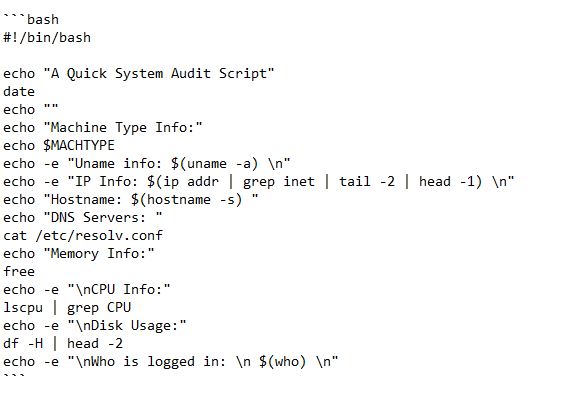 ```bash
#!/bin/bash

echo "A Quick System Audit Script"
date
echo ""
echo "Machine Type Info:"
echo $MACHTYPE
echo -e "Uname info: $(uname -a) \n"
echo -e "IP Info: $(ip addr | grep inet | tail -2 | head -1) \n"
echo "Hostname: $(hostname -s) "
echo "DNS Servers: "
cat /etc/resolv.conf
echo "Memory Info:"
free
echo -e "\nCPU Info:"
lscpu | grep CPU
echo -e "\nDisk Usage:"
df -H | head -2
echo -e "\nWho is logged in: \n $(who) \n"
```